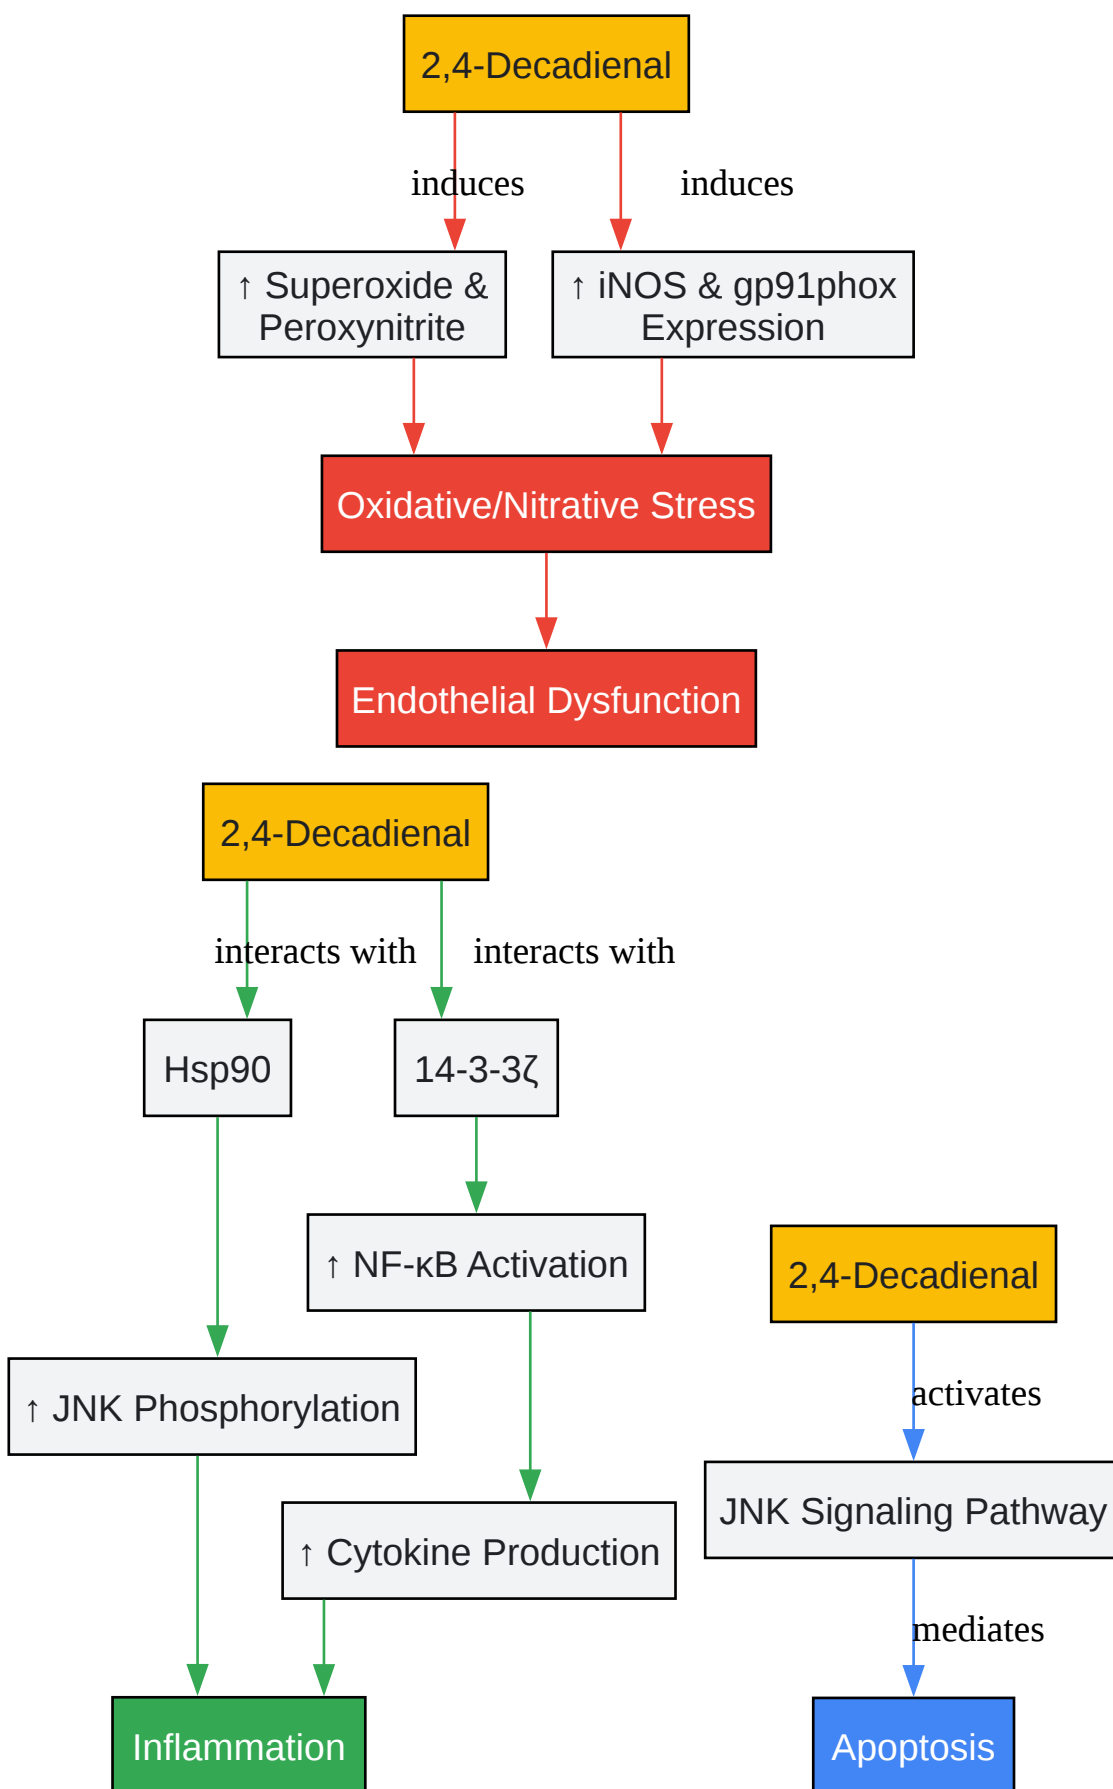 2,4-Decadienal
induces
induces
↑ Superoxide &
Peroxynitrite
↑ iNOS & gp91phox
Expression
Oxidative/Nitrative Stress
Endothelial Dysfunction
2,4-Decadienal
interacts with
interacts with
Hsp90
14-3-3ζ
↑ NF-κB Activation
2,4-Decadienal
activates
↑ JNK Phosphorylation
JNK Signaling Pathway
↑ Cytokine Production
mediates
Inflammation
Apoptosis